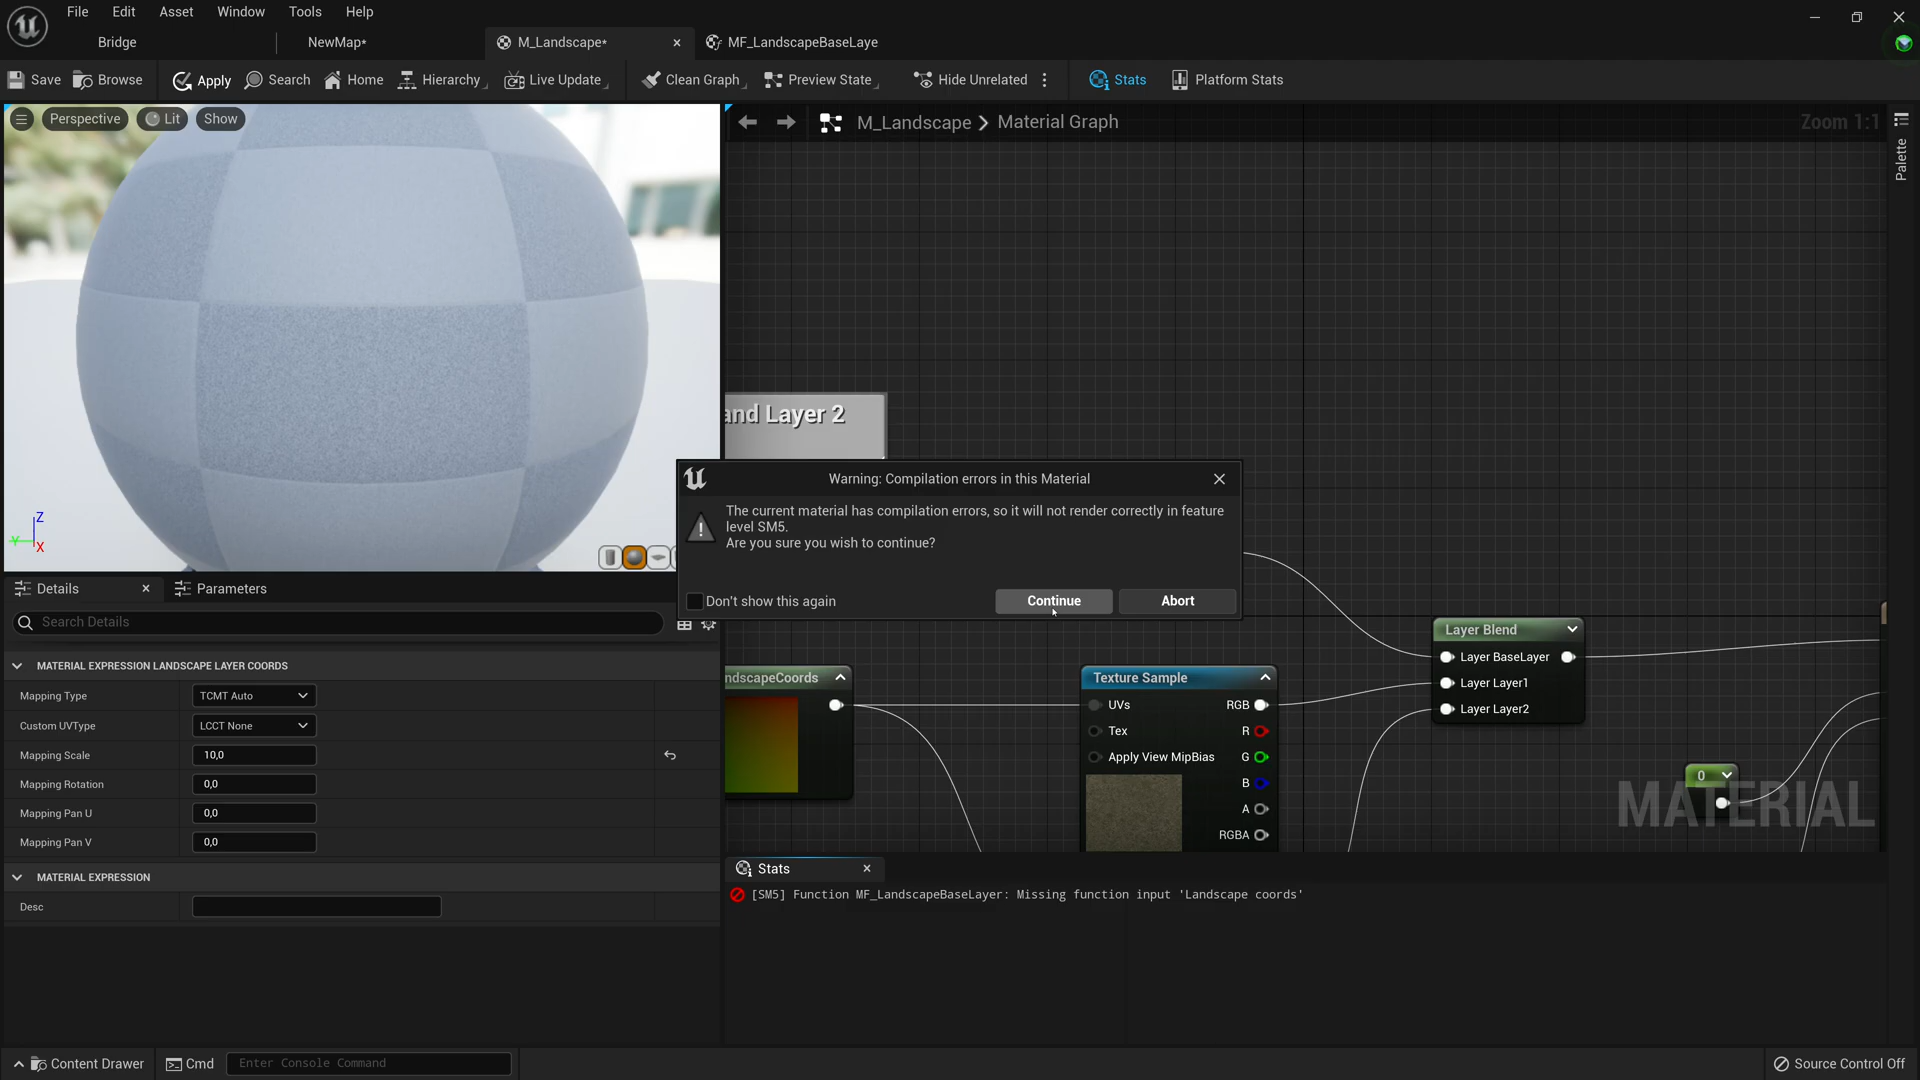 File Edit Asset Window Tools Help
Bridge NewMap* M_Landscape* MF_LandscapeBaseLaye
Save Browse Apply Search Home Hierarchy Live Update Clean Graph Preview State Hide Unrelated Stats Platform Stats
Perspective Lit Show
M_Landscape Material Graph
Zoom 1:1
Palette
and Layer 2
Warning: Compilation errors in this Material
The current material has compilation errors, so it will not render correctly in feature
level SM5.
Are you sure you wish to continue?
Don't show this again
Continue Abort
Z
Y
X
Details Parameters
Search Details
MATERIAL EXPRESSION LANDSCAPE LAYER COORDS
Mapping Type TCMT Auto
Custom UVType LCCT None
Mapping Scale 10,0
Mapping Rotation 0,0
Mapping Pan U 0,0
Mapping Pan V 0,0
MATERIAL EXPRESSION
Desc
ndscapeCoords
Texture Sample
UVs RGB
Tex R
Apply View MipBias G
B
A
RGBA
Layer Blend
Layer BaseLayer
Layer Layer1
Layer Layer2
0
MATERIAL
Stats
[SM5] Function MF_LandscapeBaseLayer: Missing function input 'Landscape coords'
Content Drawer Cmd Enter Console Command Source Control Off